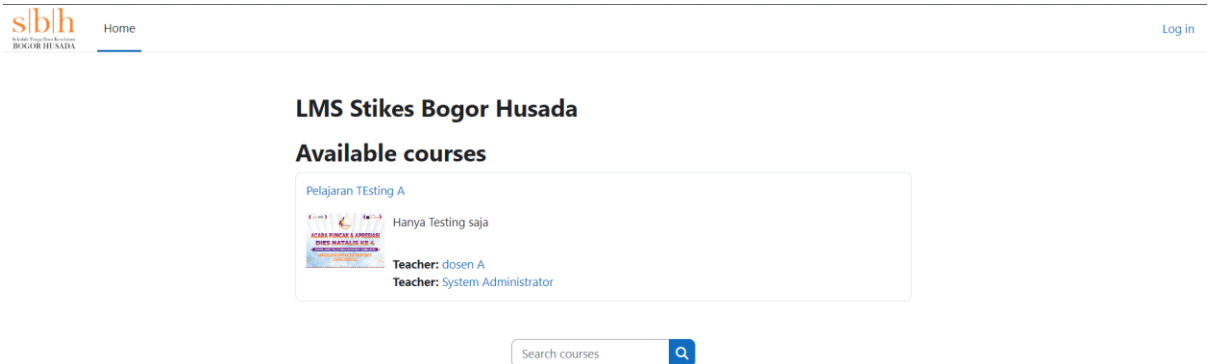 s|b|h
BOGOR HUSADA
Home
Log in
LMS Stikes Bogor Husada
Available courses
Pelajaran TEsting A
ACARA PUNCAK & APRESIASI
DIES NATALIS KE 4
Hanya Testing saja
Teacher: dosen A
Teacher: System Administrator
Search courses